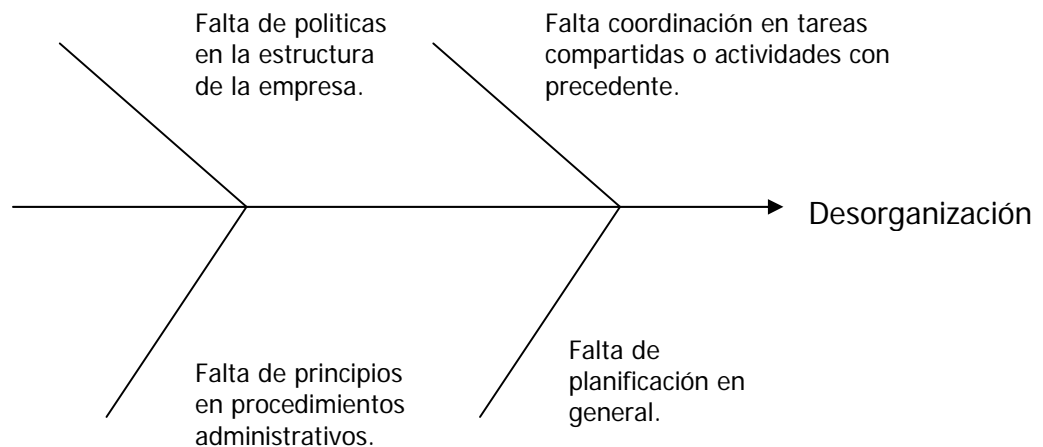 Falta de politicas
en la estructura
de la empresa.
Falta coordinación en tareas
compartidas o actividades con
precedente.
Desorganización
Falta de principios
en procedimientos
administrativos.
Falta de
planificación en
general.